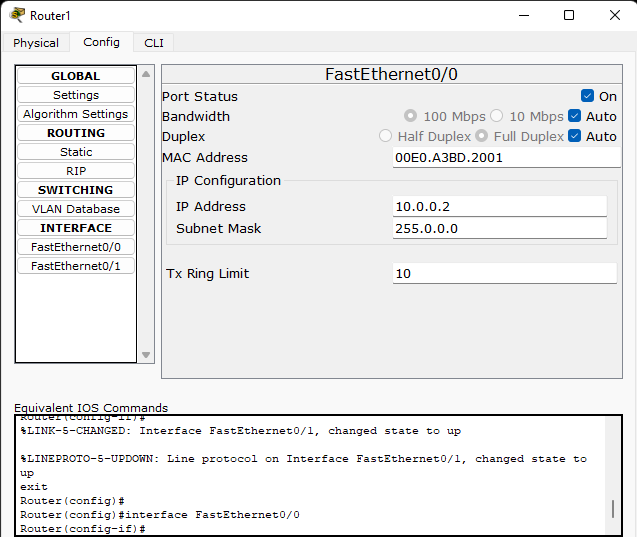 Router1
Physical Config CLI
GLOBAL
Settings
Algorithm Settings
ROUTING
Static
RIP
SWITCHING
VLAN Database
INTERFACE
FastEthernet0/0
FastEthernet0/1
FastEthernet0/0
Port Status On
Bandwidth 100 Mbps 10 Mbps Auto
Duplex Half Duplex Full Duplex Auto
MAC Address 00E0.A3BD.2001
IP Configuration
IP Address 10.0.0.2
Subnet Mask 255.0.0.0
Tx Ring Limit 10
Equivalent IOS Commands
Router(config-if)#
%LINK-5-CHANGED: Interface FastEthernet0/1, changed state to up
%LINEPROTO-5-UPDOWN: Line protocol on Interface FastEthernet0/1, changed state to
up
exit
Router(config)#
Router(config)#interface FastEthernet0/0
Router(config-if)#